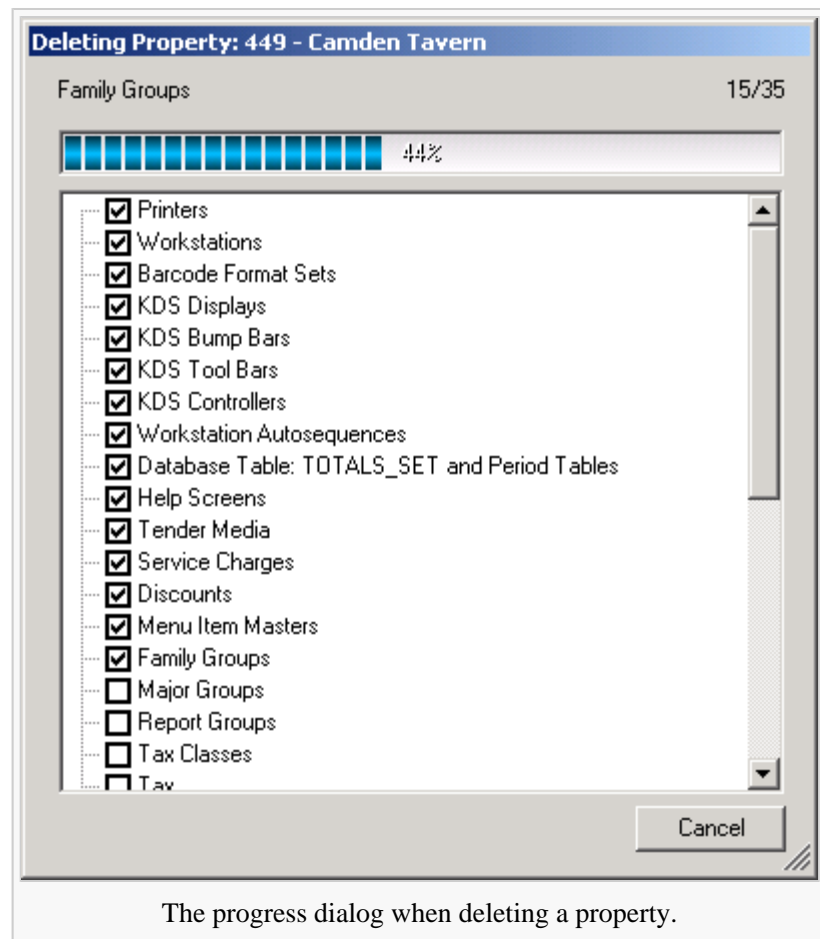 Deleting Property: 449 - Camden Tavern
Family Groups 15/35
44%
Printers
Workstations
Barcode Format Sets
KDS Displays
KDS Bump Bars
KDS Tool Bars
KDS Controllers
Workstation Autosequences
Database Table: TOTALS_SET and Period Tables
Help Screens
Tender Media
Service Charges
Discounts
Menu Item Masters
Family Groups
Major Groups
Report Groups
Tax Classes
Tax
Cancel
The progress dialog when deleting a property.